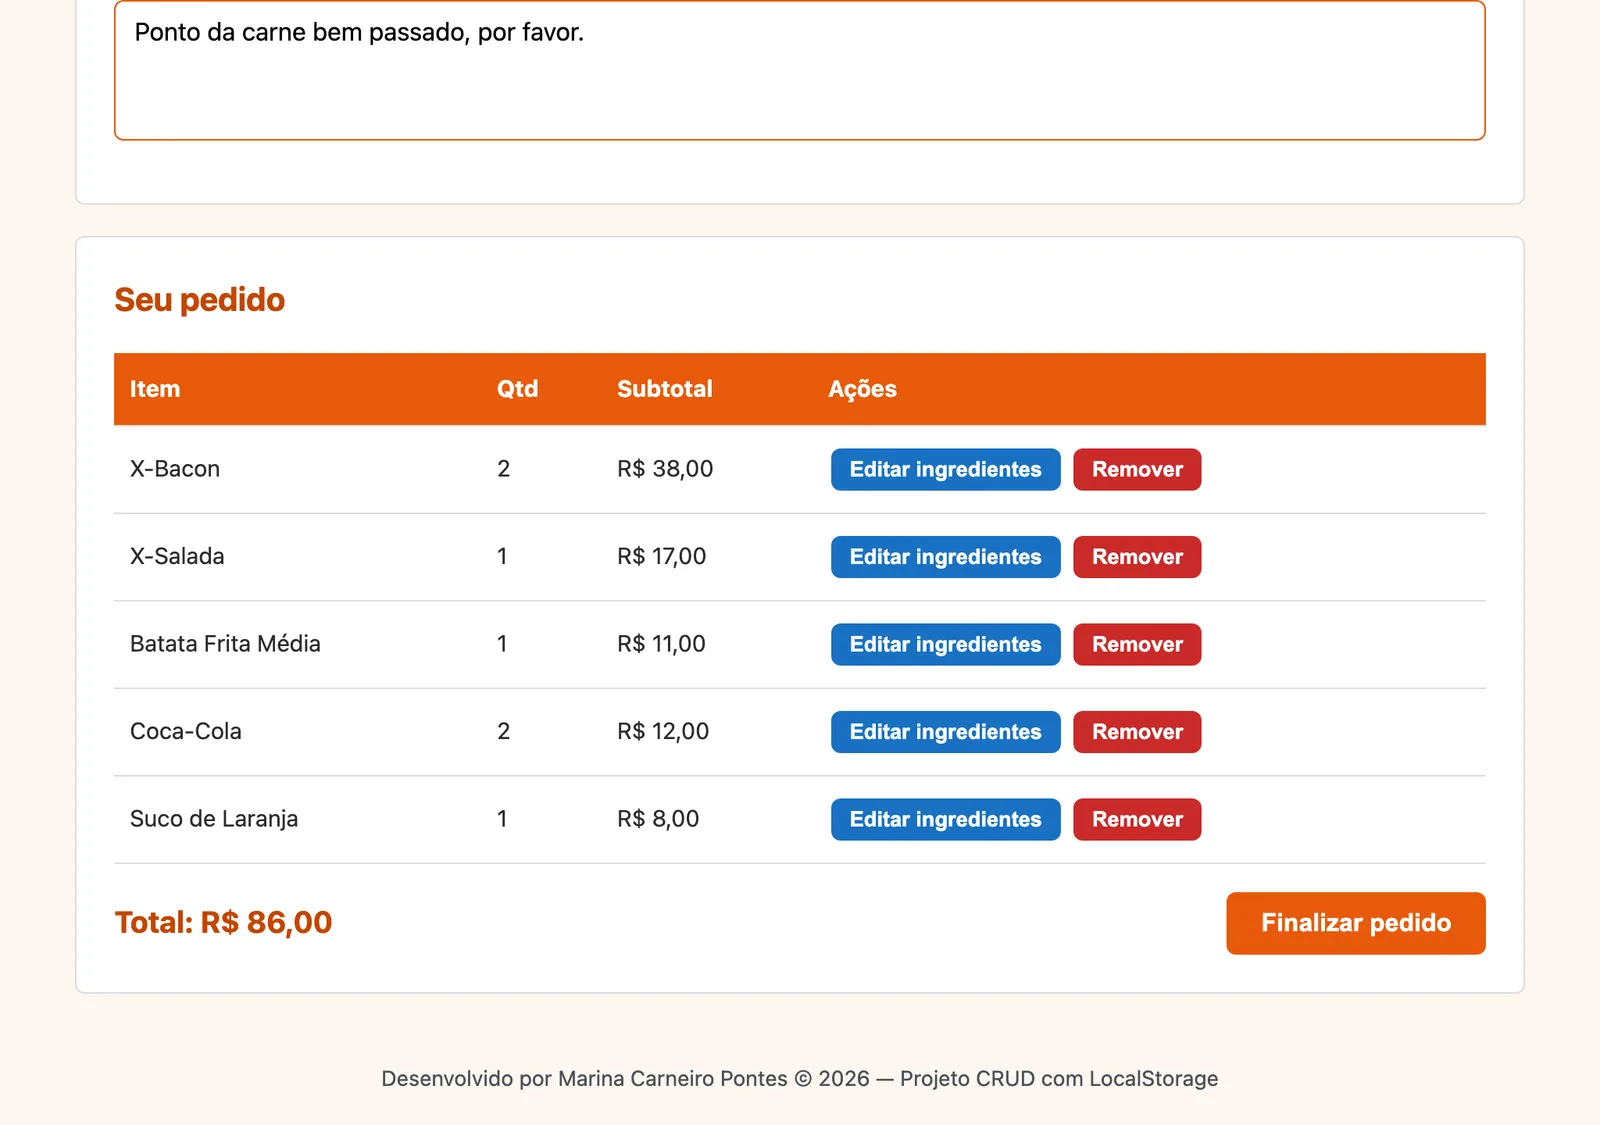 Ponto da carne bem passado, por favor.
Seu pedido
Item Qtd Subtotal Ações
X-Bacon 2 R$ 38,00 Editar ingredientes Remover
X-Salada 1 R$ 17,00 Editar ingredientes Remover
Batata Frita Média 1 R$ 11,00 Editar ingredientes Remover
Coca-Cola 2 R$ 12,00 Editar ingredientes Remover
Suco de Laranja 1 R$ 8,00 Editar ingredientes Remover
Total: R$ 86,00 Finalizar pedido
Desenvolvido por Marina Carneiro Pontes © 2026 — Projeto CRUD com LocalStorage